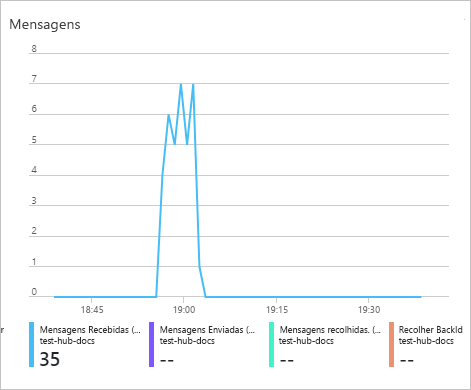 Mensagens
8
7
6
5
4
3
2
1
0
18:45 19:00 19:15 19:30
r Mensagens Recebidas (... Mensagens Enviadas (... Mensagens recolhidas. (... Recolher Backld
test-hub-docs test-hub-docs test-hub-docs test-hub-docs
35 -- -- --